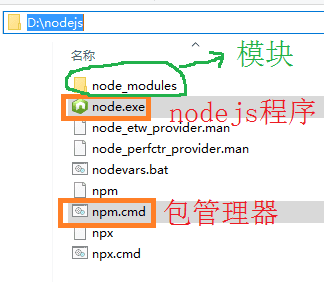 D:\nodejs
名称
模块
node_modules
node.exe
nodejs程序
node_etw_provider.man
node_perfctr_provider.man
nodevars.bat
npm
npm.cmd
包管理器
npx
npx.cmd